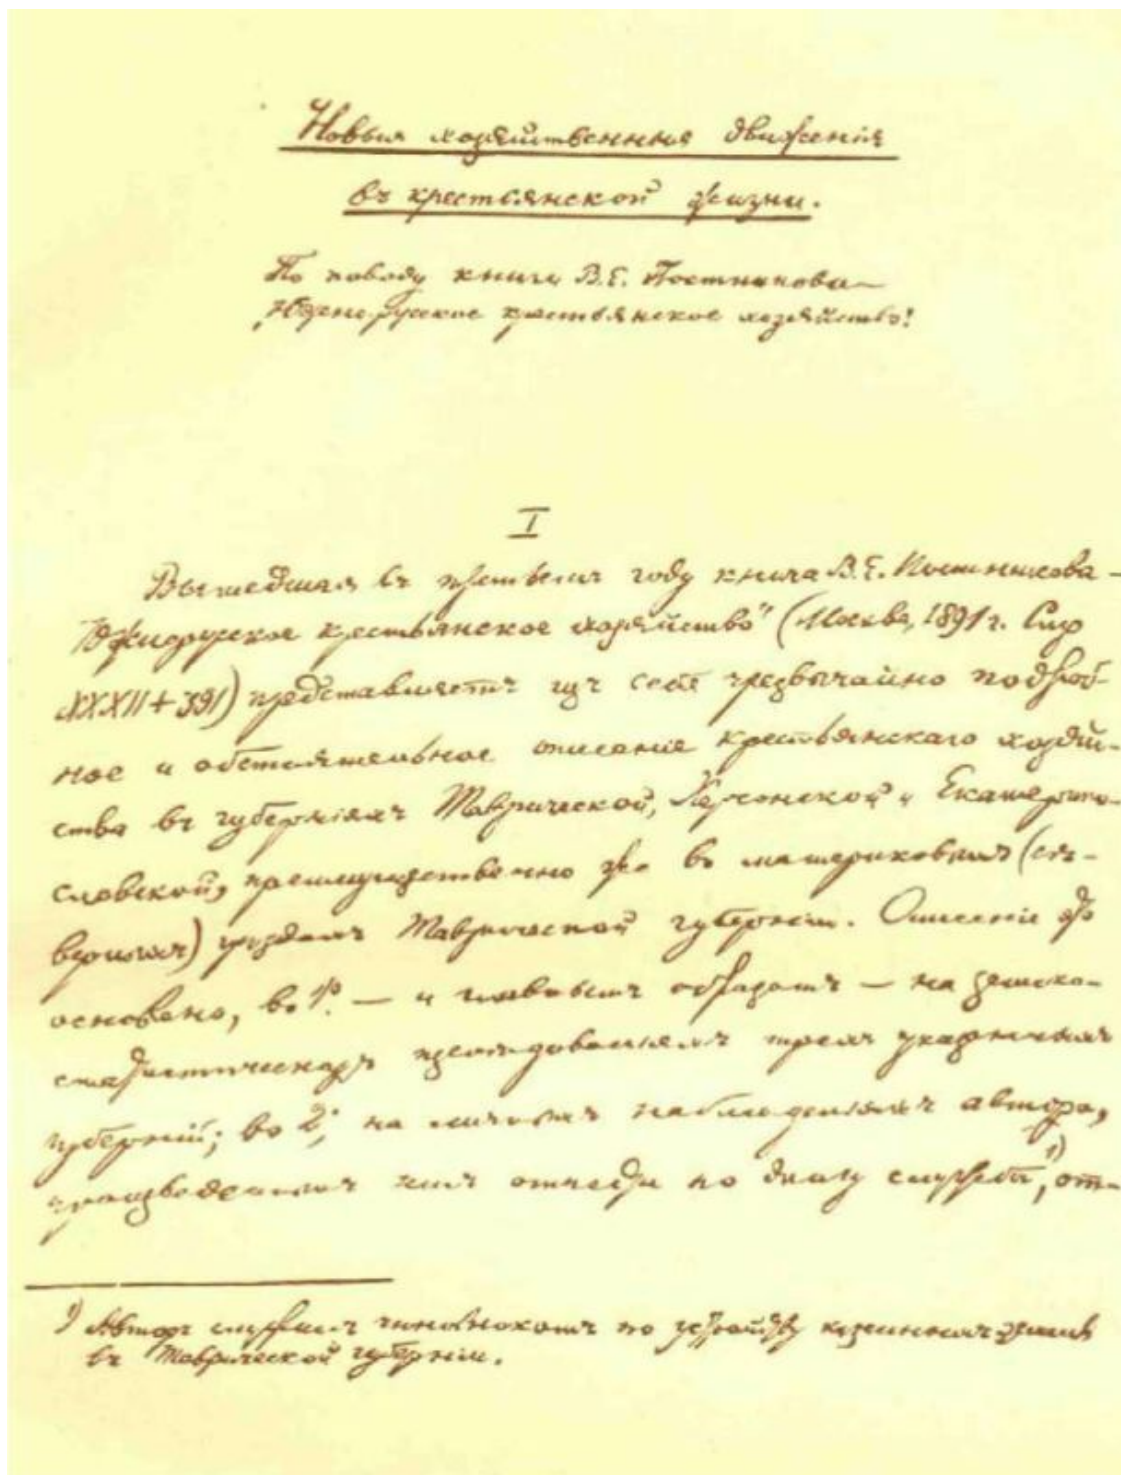 Новыя хозяйственныя движенія
въ крестьянской жизни.
По поводу книги В.Е. Постникова —
„Южно-русское крестьянское хозяйство“
I
Вышедшая въ третьемъ году книга В.Е. Постникова —
„Южнорусское крестьянское хозяйство“ (Москва, 1891 г. Стр
XXXII + 391) представляетъ изъ себя чрезвычайно подроб-
ное и обстоятельное описаніе крестьянскаго хозяй-
ства въ губерніяхъ Таврической, Херсонской и Екатерино-
славской, преимущественно же въ материковыхъ (сѣ-
верныхъ) уѣздахъ Таврической губерніи. Описаніе это
основано, во 1хъ. — и главнымъ образомъ — на земско-
статистическихъ изслѣдованіяхъ трехъ указанныхъ
губерній; во 2хъ, на личныхъ наблюденіяхъ автора,
произведенныхъ имъ отчасти по долгу службы 1), от-
1) Авторъ служилъ чиновникомъ по устройству казенныхъ земель
въ Таврической губерніи.